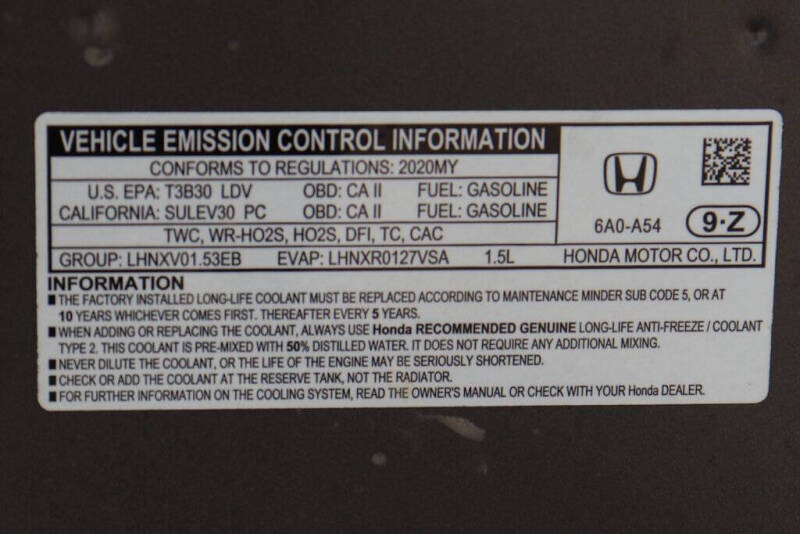 VEHICLE EMISSION CONTROL INFORMATION
CONFORMS TO REGULATIONS: 2020MY
U.S. EPA: T3B30 LDV OBD: CA II FUEL: GASOLINE
CALIFORNIA: SULEV30 PC OBD: CA II FUEL: GASOLINE
TWC, WR-HO2S, HO2S, DFI, TC, CAC
6A0-A54 9·Z
GROUP: LHNXV01.53EB EVAP: LHNXR0127VSA 1.5L HONDA MOTOR CO., LTD.
INFORMATION
■THE FACTORY INSTALLED LONG-LIFE COOLANT MUST BE REPLACED ACCORDING TO MAINTENANCE MINDER SUB CODE 5, OR AT
10 YEARS WHICHEVER COMES FIRST. THEREAFTER EVERY 5 YEARS.
■WHEN ADDING OR REPLACING THE COOLANT, ALWAYS USE Honda RECOMMENDED GENUINE LONG-LIFE ANTI-FREEZE / COOLANT
TYPE 2. THIS COOLANT IS PRE-MIXED WITH 50% DISTILLED WATER. IT DOES NOT REQUIRE ANY ADDITIONAL MIXING.
■NEVER DILUTE THE COOLANT, OR THE LIFE OF THE ENGINE MAY BE SERIOUSLY SHORTENED.
■CHECK OR ADD THE COOLANT AT THE RESERVE TANK, NOT THE RADIATOR.
■FOR FURTHER INFORMATION ON THE COOLING SYSTEM, READ THE OWNER'S MANUAL OR CHECK WITH YOUR Honda DEALER.